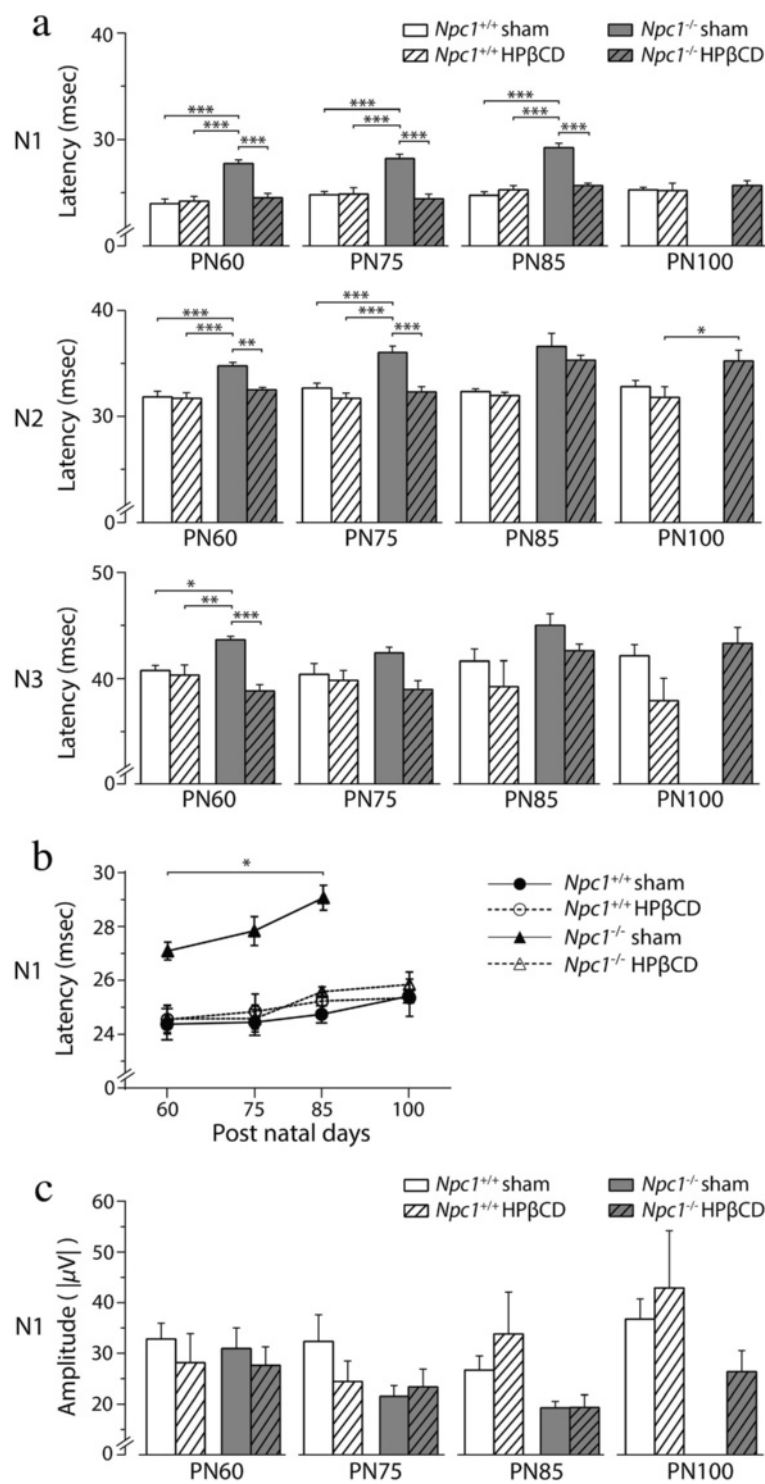 a
Npc1+/+ sham Npc1-/- sham
Npc1+/+ HPβCD Npc1-/- HPβCD
N1
Latency (msec)
40
30
0
*** *** ***
*** *** ***
*** *** ***
PN60 PN75 PN85 PN100
N2
Latency (msec)
40
30
0
*** ***
*** *** *
** ***
PN60 PN75 PN85 PN100
N3
Latency (msec)
50
40
0
*
**
***
PN60 PN75 PN85 PN100
b
N1
Latency (msec)
30
28
26
24
0
*
60 75 85 100
Post natal days
Npc1+/+ sham
Npc1+/+ HPβCD
Npc1-/- sham
Npc1-/- HPβCD
c
Npc1+/+ sham Npc1-/- sham
Npc1+/+ HPβCD Npc1-/- HPβCD
N1
Amplitude ( |μV| )
60
50
40
30
20
0
PN60 PN75 PN85 PN100